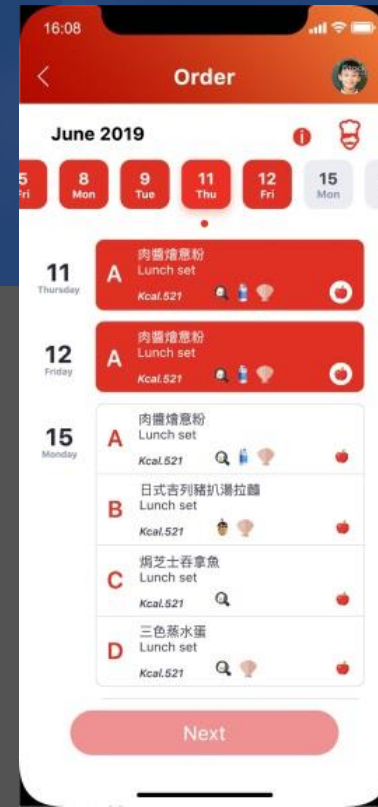 16:08
Order
June 2019
5 8 9 11 12 15
Fri Mon Tue Thu Fri Mon
11
Thursday
A
肉醬燴意粉
Lunch set
Kcal.521
12
Friday
A
肉醬燴意粉
Lunch set
Kcal.521
15
Monday
A
肉醬燴意粉
Lunch set
Kcal.521
B
日式吉列豬扒湯拉麵
Lunch set
Kcal.521
C
焗芝士吞拿魚
Lunch set
Kcal.521
D
三色蒸水蛋
Lunch set
Kcal.521
Next